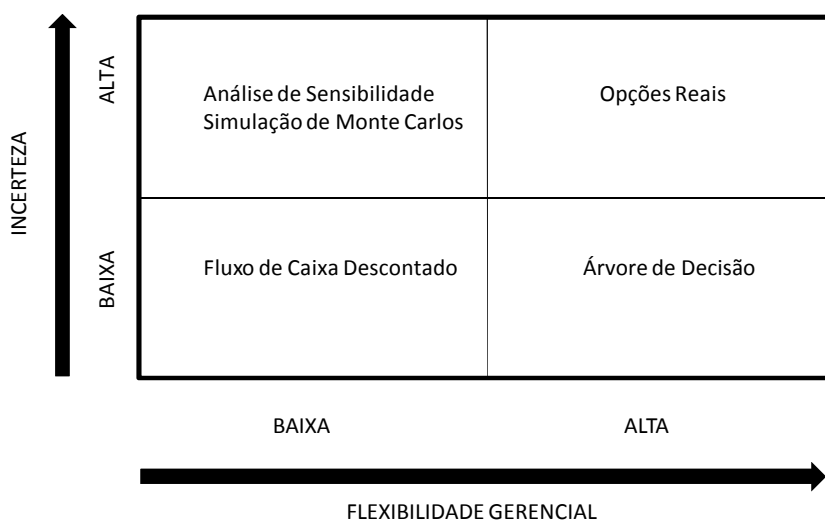 INCERTEZA
ALTA
Análise de Sensibilidade
Simulação de Monte Carlos
Opções Reais
BAIXA
Fluxo de Caixa Descontado
Árvore de Decisão
BAIXA
ALTA
FLEXIBILIDADE GERENCIAL